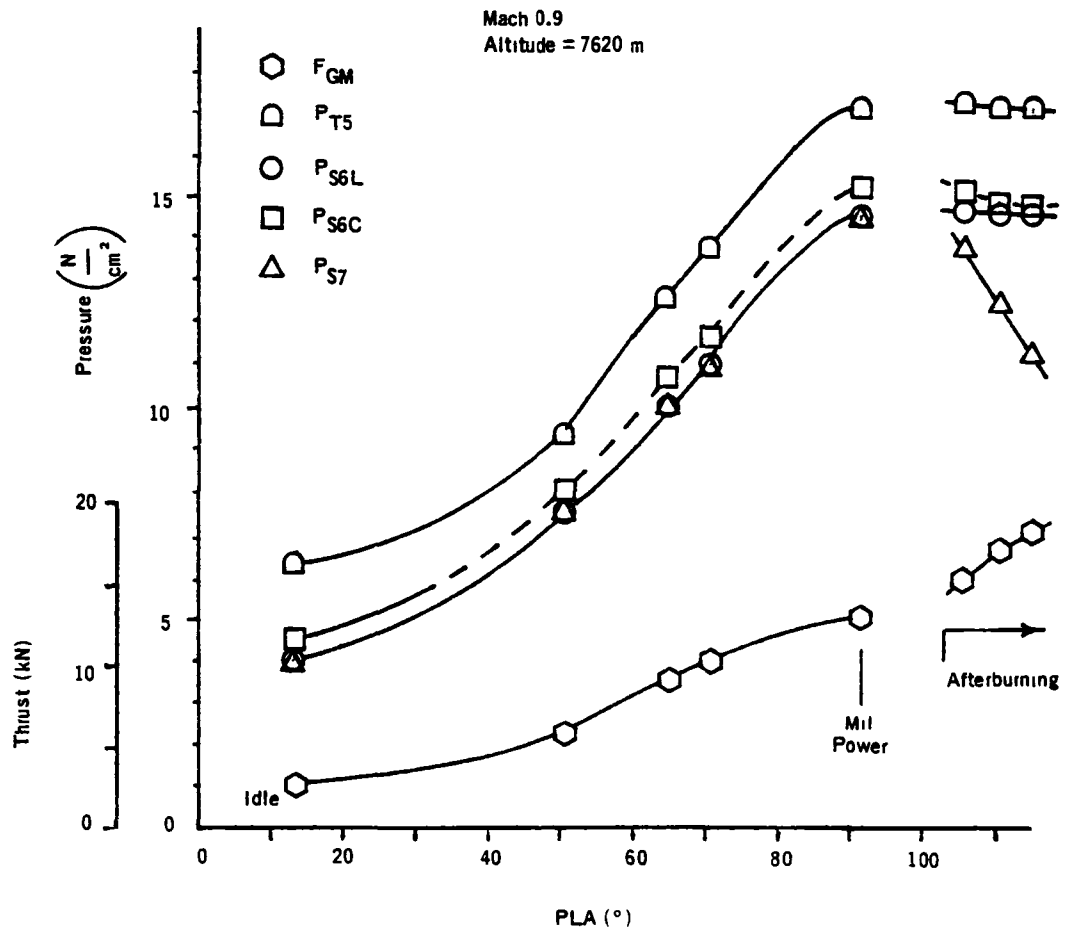 Mach 0.9
Altitude = 7620 m
F_GM
P_T5
P_S6L
P_S6C
P_S7
Pressure (N/cm²)
15
10
5
0
Thrust (kN)
20
10
0
Idle
Mil
Power
Afterburning
0 20 40 60 80 100
PLA (°)